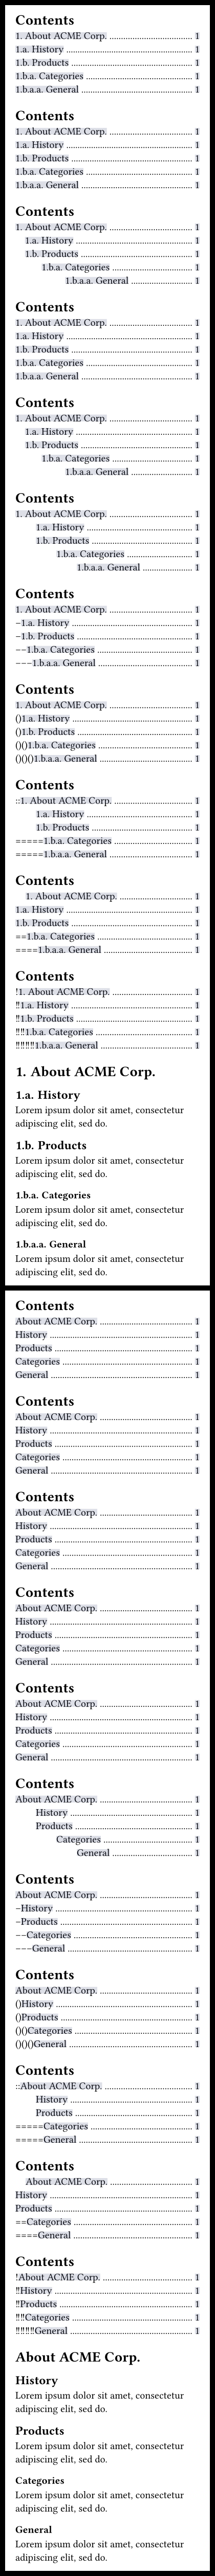 Contents
1. About ACME Corp. ........................................ 1
1.a. History ........................................ 1
1.b. Products ........................................ 1
1.b.a. Categories ........................................ 1
1.b.a.a. General ........................................ 1
Contents
1. About ACME Corp. ........................................ 1
1.a. History ........................................ 1
1.b. Products ........................................ 1
1.b.a. Categories ........................................ 1
1.b.a.a. General ........................................ 1
Contents
1. About ACME Corp. ........................................ 1
1.a. History ........................................ 1
1.b. Products ........................................ 1
1.b.a. Categories ........................................ 1
1.b.a.a. General ........................................ 1
Contents
1. About ACME Corp. ........................................ 1
1.a. History ........................................ 1
1.b. Products ........................................ 1
1.b.a. Categories ........................................ 1
1.b.a.a. General ........................................ 1
Contents
1. About ACME Corp. ........................................ 1
1.a. History ........................................ 1
1.b. Products ........................................ 1
1.b.a. Categories ........................................ 1
1.b.a.a. General ........................................ 1
Contents
1. About ACME Corp. ........................................ 1
1.a. History ........................................ 1
1.b. Products ........................................ 1
1.b.a. Categories ........................................ 1
1.b.a.a. General ........................................ 1
Contents
1. About ACME Corp. ........................................ 1
–1.a. History ........................................ 1
–1.b. Products ........................................ 1
––1.b.a. Categories ........................................ 1
–––1.b.a.a. General ........................................ 1
Contents
1. About ACME Corp. ........................................ 1
()1.a. History ........................................ 1
()1.b. Products ........................................ 1
()()1.b.a. Categories ........................................ 1
()()()1.b.a.a. General ........................................ 1
Contents
::1. About ACME Corp. ........................................ 1
1.a. History ........................................ 1
1.b. Products ........................................ 1
=====1.b.a. Categories ........................................ 1
=====1.b.a.a. General ........................................ 1
Contents
1. About ACME Corp. ........................................ 1
1.a. History ........................................ 1
1.b. Products ........................................ 1
==1.b.a. Categories ........................................ 1
====1.b.a.a. General ........................................ 1
Contents
!1. About ACME Corp. ........................................ 1
!!1.a. History ........................................ 1
!!1.b. Products ........................................ 1
!!!!1.b.a. Categories ........................................ 1
!!!!!!!!1.b.a.a. General ........................................ 1
1. About ACME Corp.
1.a. History
Lorem ipsum dolor sit amet, consectetur
adipiscing elit, sed do.
1.b. Products
Lorem ipsum dolor sit amet, consectetur
adipiscing elit, sed do.
1.b.a. Categories
Lorem ipsum dolor sit amet, consectetur
adipiscing elit, sed do.
1.b.a.a. General
Lorem ipsum dolor sit amet, consectetur
adipiscing elit, sed do.
Contents
About ACME Corp. ........................................ 1
History ........................................ 1
Products ........................................ 1
Categories ........................................ 1
General ........................................ 1
Contents
About ACME Corp. ........................................ 1
History ........................................ 1
Products ........................................ 1
Categories ........................................ 1
General ........................................ 1
Contents
About ACME Corp. ........................................ 1
History ........................................ 1
Products ........................................ 1
Categories ........................................ 1
General ........................................ 1
Contents
About ACME Corp. ........................................ 1
History ........................................ 1
Products ........................................ 1
Categories ........................................ 1
General ........................................ 1
Contents
About ACME Corp. ........................................ 1
History ........................................ 1
Products ........................................ 1
Categories ........................................ 1
General ........................................ 1
Contents
About ACME Corp. ........................................ 1
History ........................................ 1
Products ........................................ 1
Categories ........................................ 1
General ........................................ 1
Contents
About ACME Corp. ........................................ 1
–History ........................................ 1
–Products ........................................ 1
––Categories ........................................ 1
–––General ........................................ 1
Contents
About ACME Corp. ........................................ 1
()History ........................................ 1
()Products ........................................ 1
()()Categories ........................................ 1
()()()General ........................................ 1
Contents
::About ACME Corp. ........................................ 1
History ........................................ 1
Products ........................................ 1
=====Categories ........................................ 1
=====General ........................................ 1
Contents
About ACME Corp. ........................................ 1
History ........................................ 1
Products ........................................ 1
==Categories ........................................ 1
====General ........................................ 1
Contents
!About ACME Corp. ........................................ 1
!!History ........................................ 1
!!Products ........................................ 1
!!!!Categories ........................................ 1
!!!!!!!!General ........................................ 1
About ACME Corp.
History
Lorem ipsum dolor sit amet, consectetur
adipiscing elit, sed do.
Products
Lorem ipsum dolor sit amet, consectetur
adipiscing elit, sed do.
Categories
Lorem ipsum dolor sit amet, consectetur
adipiscing elit, sed do.
General
Lorem ipsum dolor sit amet, consectetur
adipiscing elit, sed do.